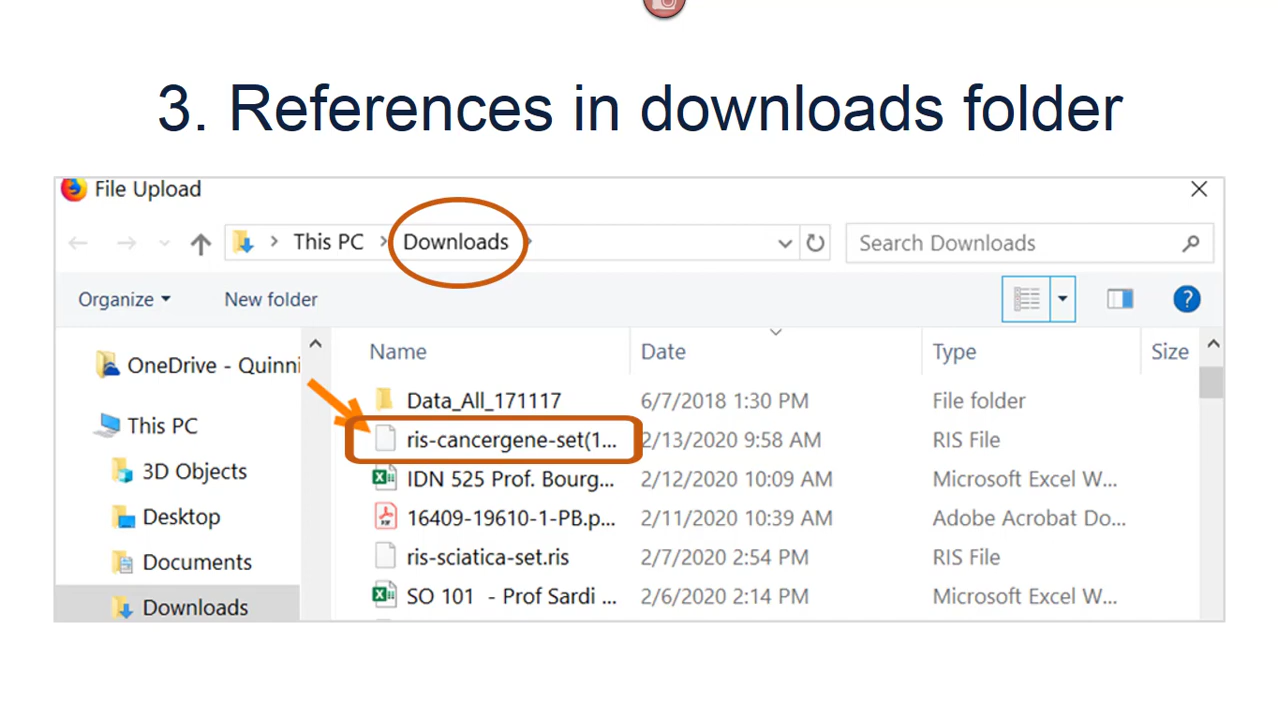 3. References in downloads folder
File Upload
This PC > Downloads >
Search Downloads
Organize
New folder
?
OneDrive - Quinni
This PC
3D Objects
Desktop
Documents
Downloads
Name Date Type Size
Data_All_171117 6/7/2018 1:30 PM File folder
ris-cancergene-set(1... 2/13/2020 9:58 AM RIS File
IDN 525 Prof. Bourg... 2/12/2020 10:09 AM Microsoft Excel W...
16409-19610-1-PB.p... 2/11/2020 10:39 AM Adobe Acrobat Do...
ris-sciatica-set.ris 2/7/2020 2:54 PM RIS File
SO 101 - Prof Sardi ... 2/6/2020 2:14 PM Microsoft Excel W...